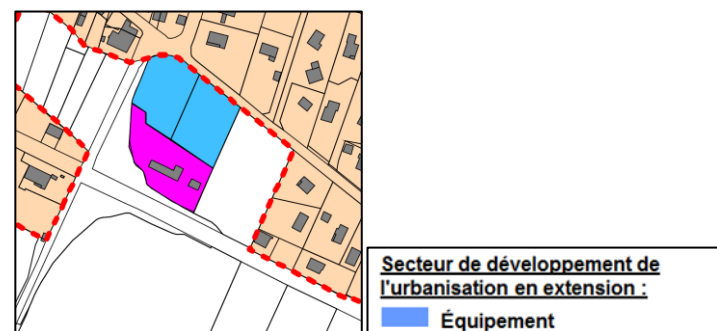 Secteur de développement de
l'urbanisation en extension :
Équipement